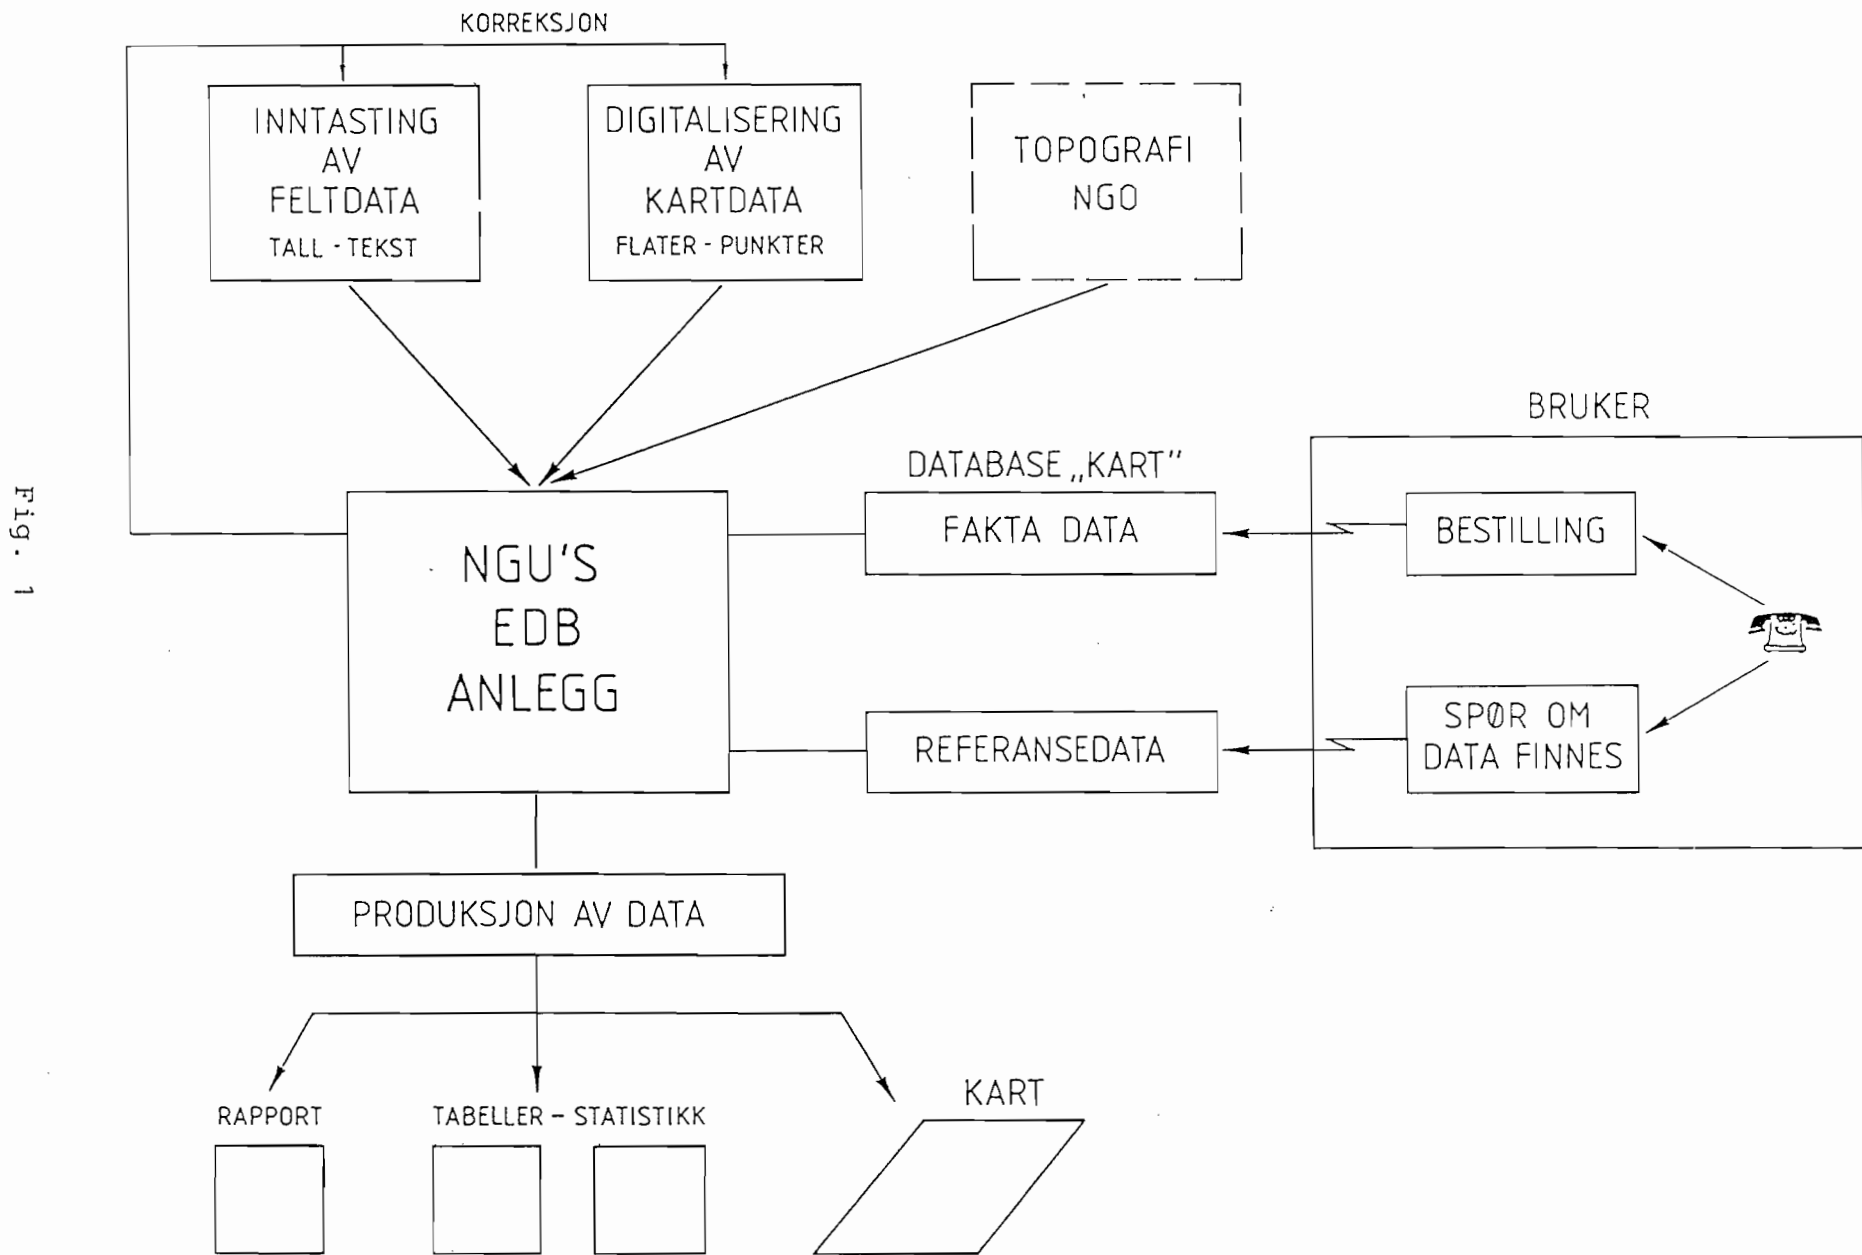 KORREKSJON
INNTASTING
AV
FELTDATA
TALL - TEKST
DIGITALISERING
AV
KARTDATA
FLATER - PUNKTER
TOPOGRAFI
NGO
BRUKER
DATABASE „KART”
FAKTA DATA
BESTILLING
NGU'S
EDB
ANLEGG
REFERANSEDATA
SPØR OM
DATA FINNES
PRODUKSJON AV DATA
RAPPORT
TABELLER - STATISTIKK
KART
Fig. 1